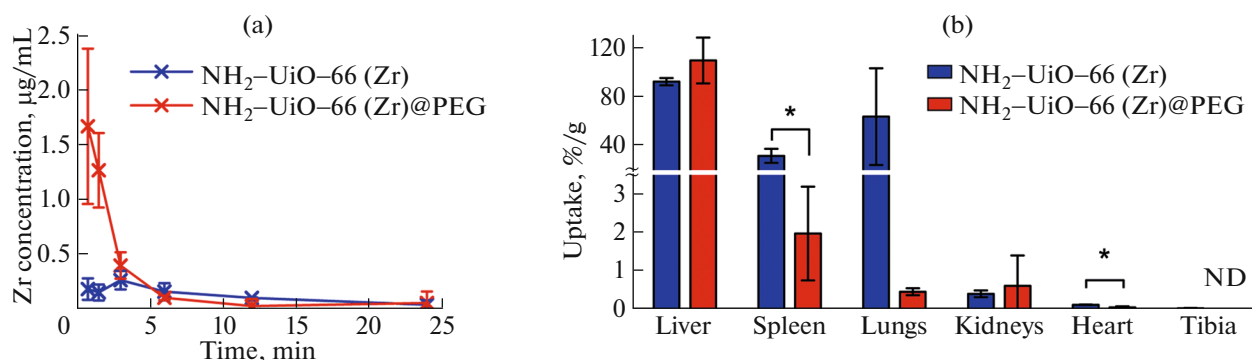 (a)
Zr concentration, μg/mL
2.5
2.0
1.5
1.0
0.5
0
5
10
15
20
25
Time, min
NH₂–UiO–66 (Zr)
NH₂–UiO–66 (Zr)@PEG
(b)
Uptake, %/g
120
80
40
≈
3
2
1
0
NH₂–UiO–66 (Zr)
NH₂–UiO–66 (Zr)@PEG
*
*
ND
Liver
Spleen
Lungs
Kidneys
Heart
Tibia